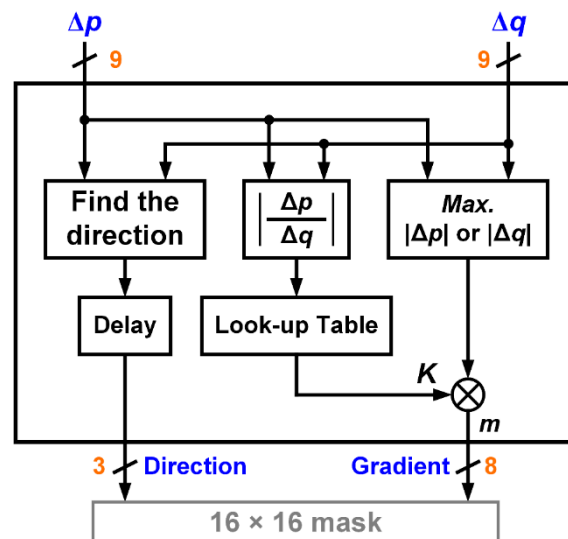 Δp Δq
9 9
Find the
direction
| Δp / Δq |
Max.
|Δp| or |Δq|
Delay
Look-up Table
K
m
3 Direction Gradient 8
16 × 16 mask